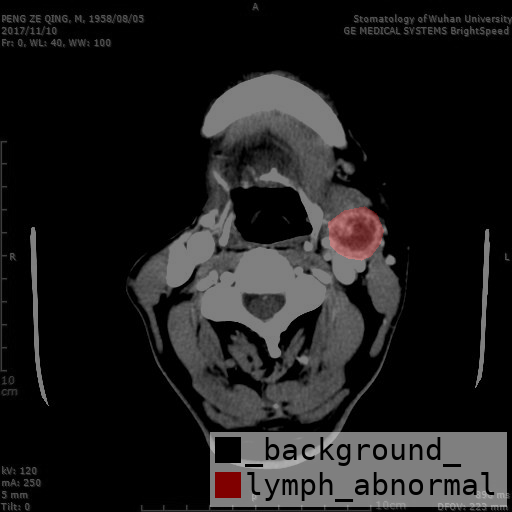 A
PENG ZE QING, M, 1958/08/05
2017/11/10
Fr: 0, WL: 40, WW: 100
Stomatology of Wuhan University
GE MEDICAL SYSTEMS BrightSpeed
R
L
10
cm
_background_
lymph_abnormal
kV: 120
mA: 250
5 mm
Tilt: 0
10cm
DFOV: 223 mm